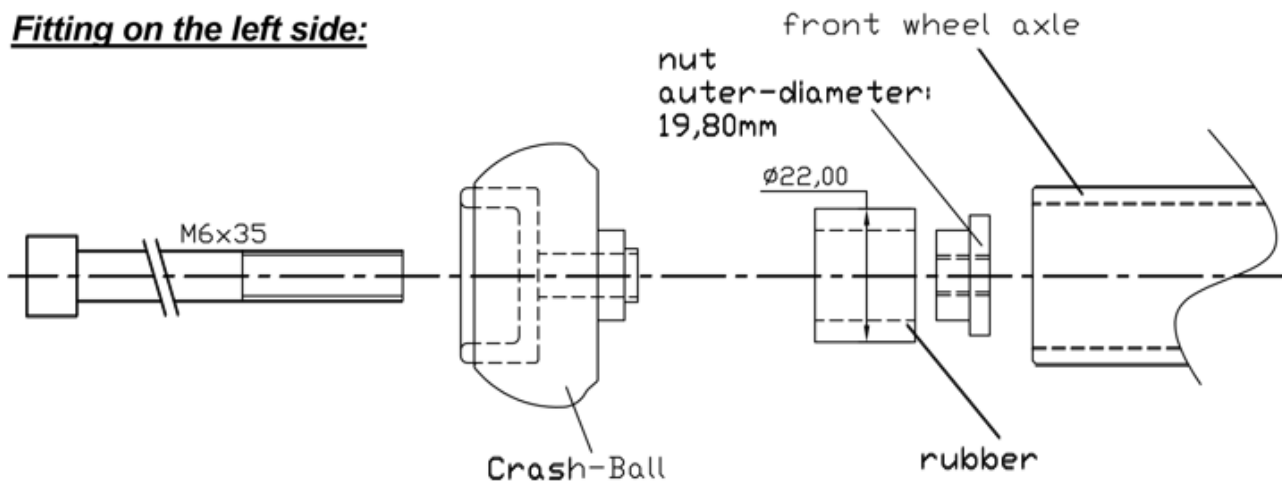 Fitting on the left side:
front wheel axle
nut
auter-diameter:
19,80mm
ø22,00
M6x35
Crash-Ball
rubber